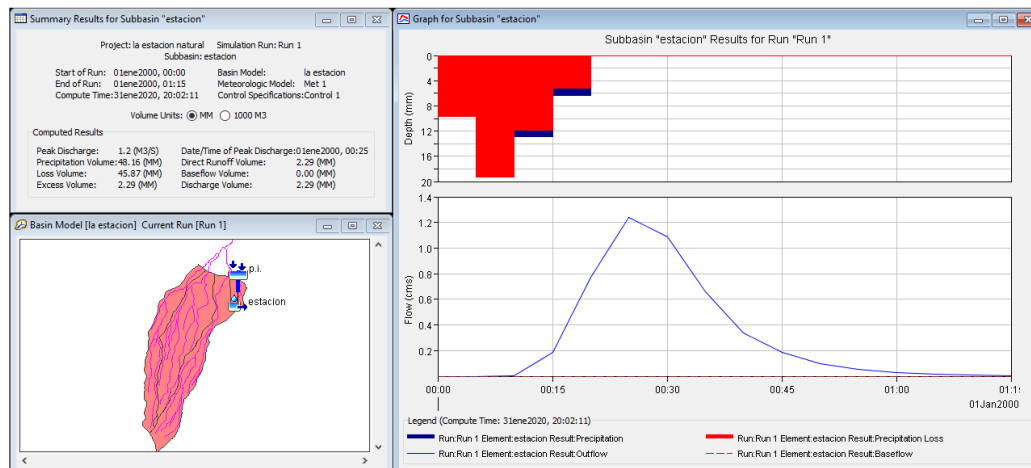 Summary Results for Subbasin "estacion"
Project: la estacion natural Simulation Run: Run 1
Subbasin: estacion
Start of Run: 01ene2000, 00:00 Basin Model: la estacion
End of Run: 01ene2000, 01:15 Meteorologic Model: Met 1
Compute Time:31ene2020, 20:02:11 Control Specifications:Control 1
Volume Units: MM 1000 M3
Computed Results
Peak Discharge: 1.2 (M3/S) Date/Time of Peak Discharge:01ene2000, 00:25
Precipitation Volume:48.16 (MM) Direct Runoff Volume: 2.29 (MM)
Loss Volume: 45.87 (MM) Baseflow Volume: 0.00 (MM)
Excess Volume: 2.29 (MM) Discharge Volume: 2.29 (MM)
Basin Model [la estacion] Current Run [Run 1]
p.i.
estacion
Graph for Subbasin "estacion"
Subbasin "estacion" Results for Run "Run 1"
Depth (mm)
0
4
8
12
16
20
Flow (cms)
1.4
1.2
1.0
0.8
0.6
0.4
0.2
00:00 00:15 00:30 00:45 01:00 01:1
01Jan2000
Legend (Compute Time: 31ene2020, 20:02:11)
Run:Run 1 Element:estacion Result:Precipitation Run:Run 1 Element:estacion Result:Precipitation Loss
Run:Run 1 Element:estacion Result:Outflow Run:Run 1 Element:estacion Result:Baseflow